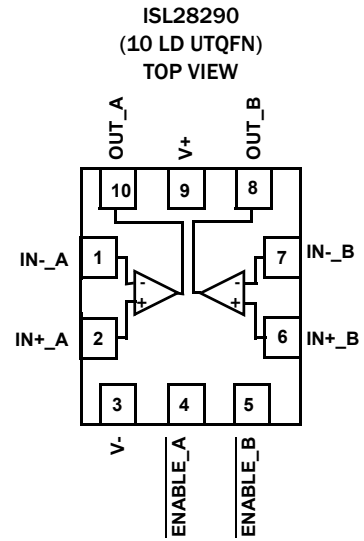 ISL28290
(10 LD UTQFN)
TOP VIEW
OUT_A
V+
OUT_B
10
9
8
IN-_A
1
-
+
IN+_A
2
7
IN-_B
-
+
6
IN+_B
3
4
5
V-
ENABLE_A
ENABLE_B